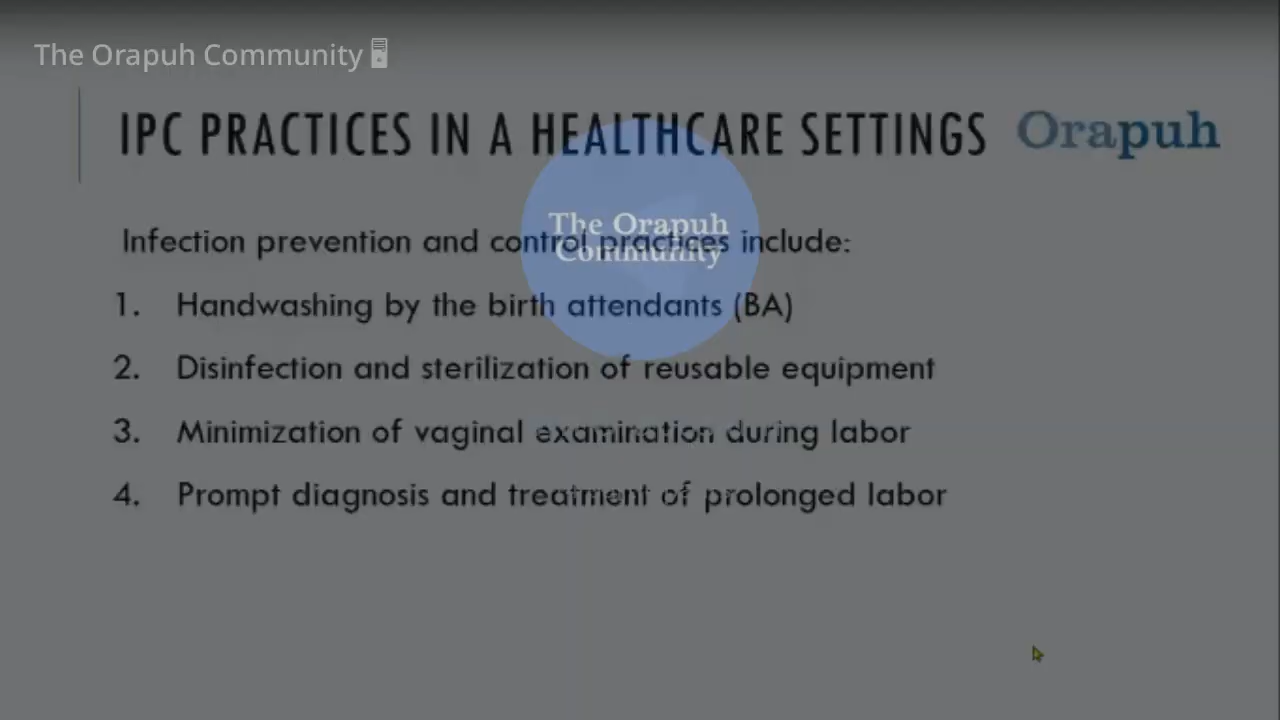 The Orapuh Community
IPC PRACTICES IN A HEALTHCARE SETTINGS
Orapuh
The Orapuh
Community
Infection prevention and control practices include:
1. Handwashing by the birth attendants (BA)
2. Disinfection and sterilization of reusable equipment
3. Minimization of vaginal examination during labor
4. Prompt diagnosis and treatment of prolonged labor